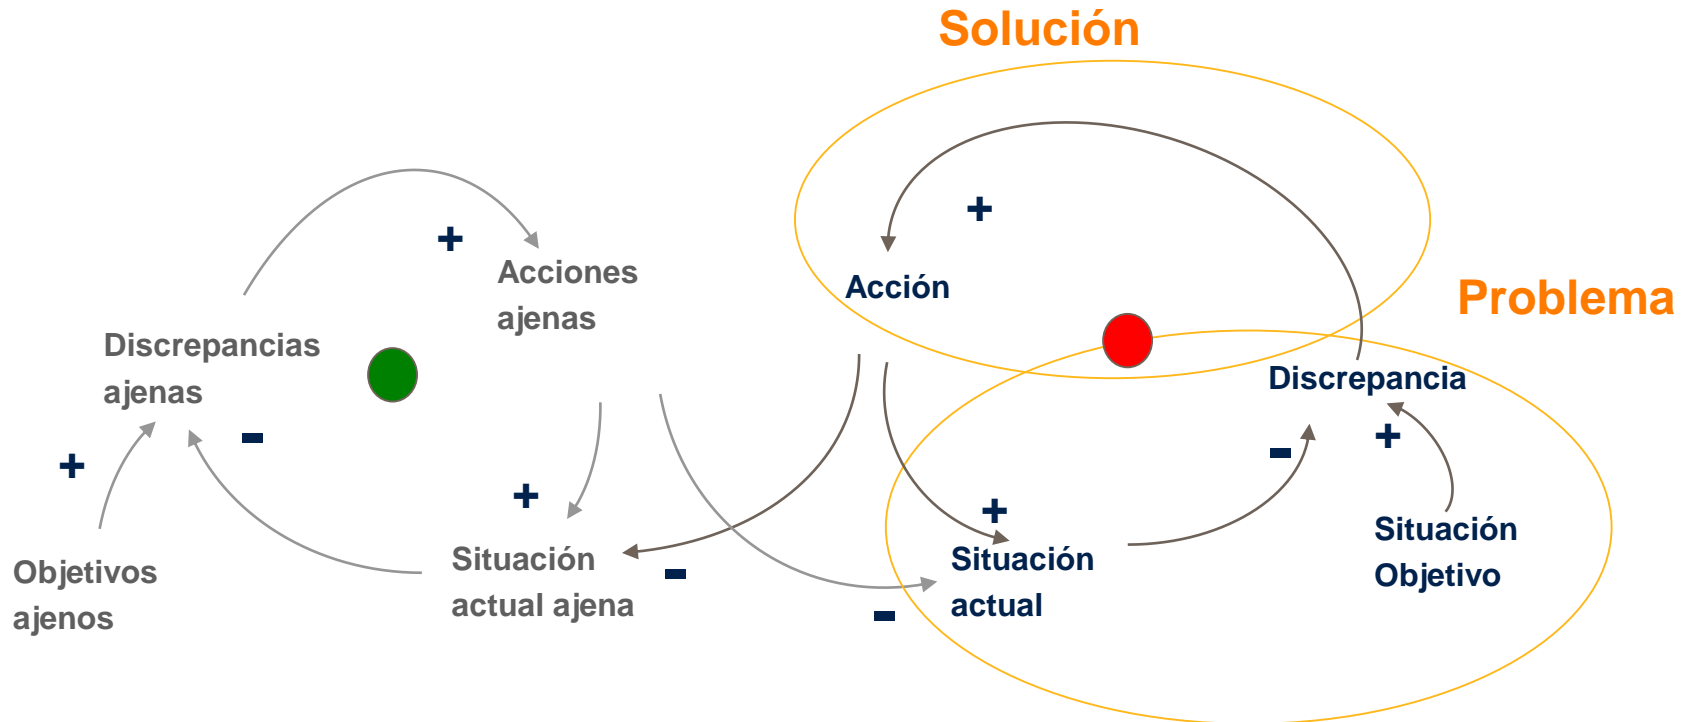 Solución
+
+
Acciones
ajenas
Acción
Problema
Discrepancias
ajenas
Discrepancia
-
+
-
+
+
+
Situación
Objetivo
Situación
actual ajena
-
Situación
actual
Objetivos
ajenos
-